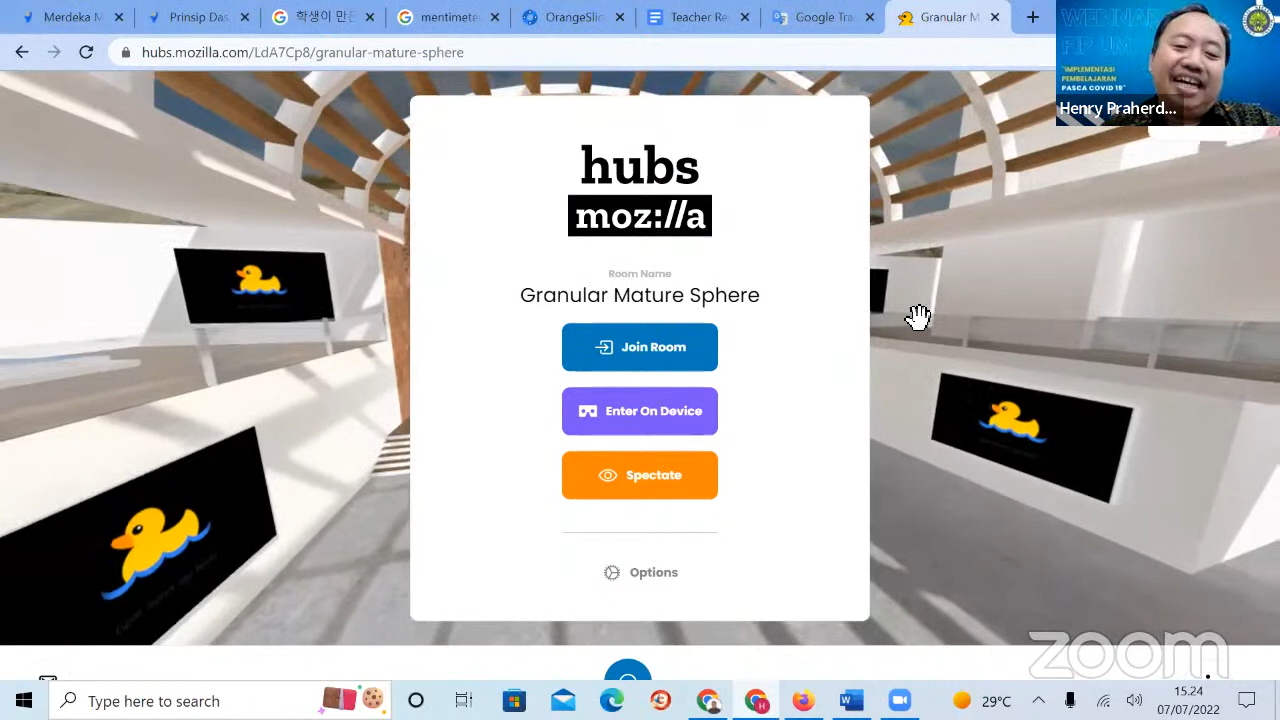 Merdeka M
Prinsip Das
학생이 만든
mentimete
OrangeSlic
Teacher Re
Google Tra
Granular M
hubs.mozilla.com/LdA7Cp8/granular-mature-sphere
WEBINAR
FIP UM
"IMPLEMENTASI
PEMBELAJARAN
PASCA COVID 19"
Henry Praherd...
hubs
moz://a
Room Name
Granular Mature Sphere
Join Room
Enter On Device
Spectate
Options
zoom
Type here to search
29°C
15.24
07/07/2022